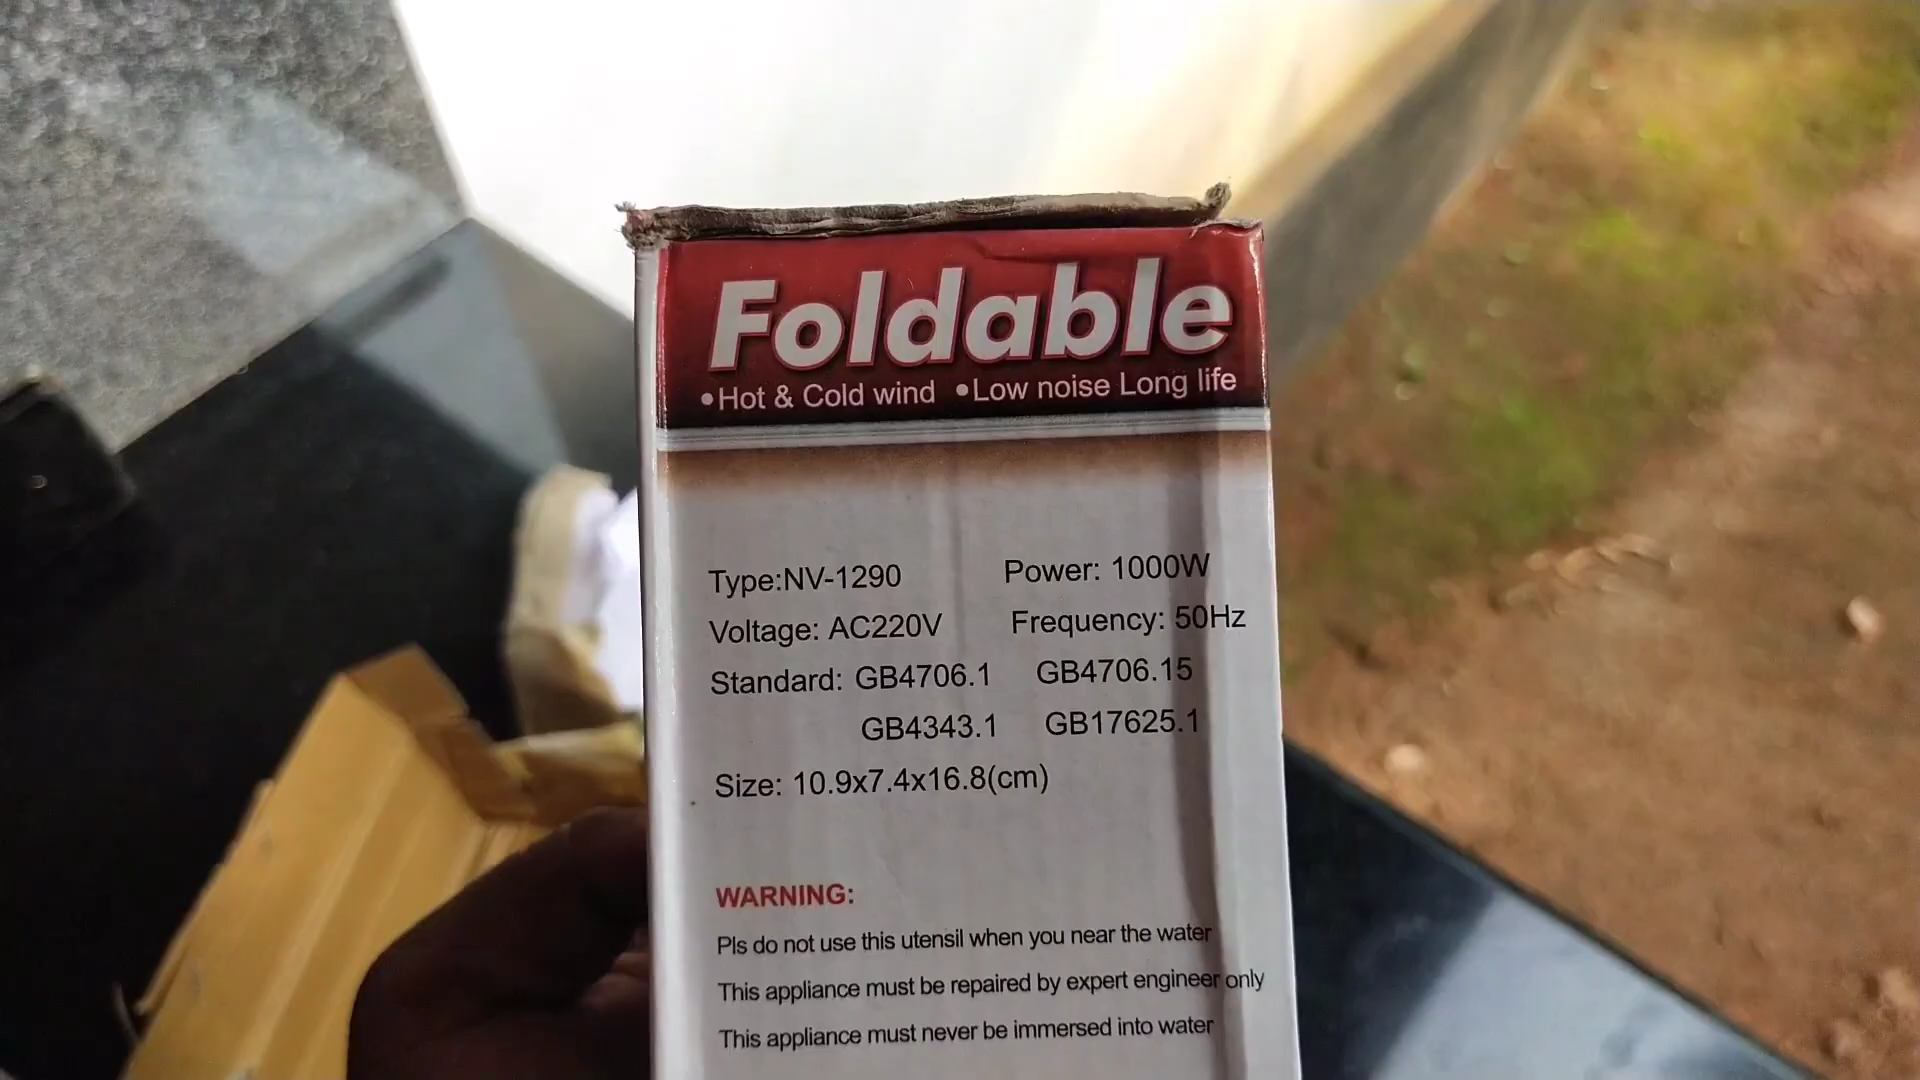 Foldable
•Hot & Cold wind •Low noise Long life
Type:NV-1290 Power: 1000W
Voltage: AC220V Frequency: 50Hz
Standard: GB4706.1 GB4706.15
GB4343.1 GB17625.1
Size: 10.9x7.4x16.8(cm)
WARNING:
Pls do not use this utensil when you near the water
This appliance must be repaired by expert engineer only
This appliance must never be immersed into water